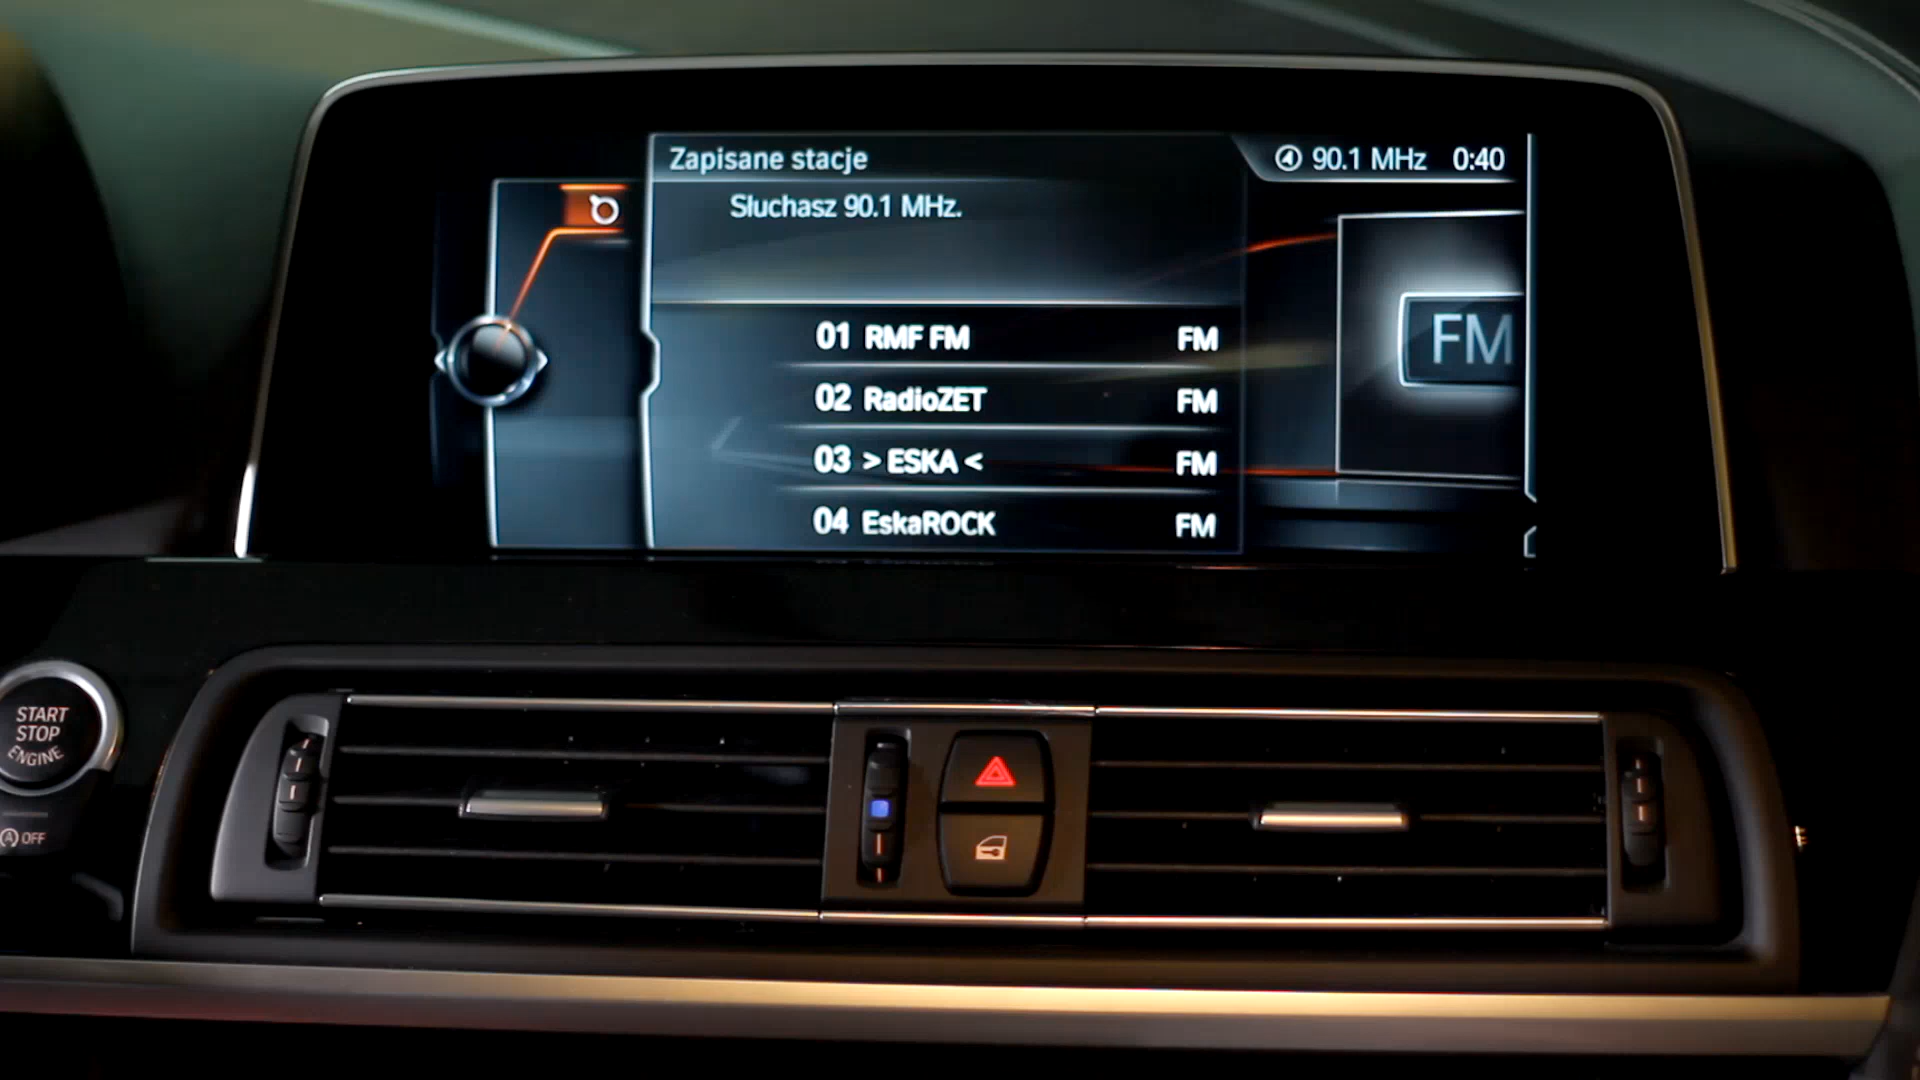 Zapisane stacje
90.1 MHz 0:40
Słuchasz 90.1 MHz.
01 RMF FM FM
02 RadioZET FM
03 > ESKA < FM
04 EskaROCK FM
FM
START
STOP
ENGINE
A OFF